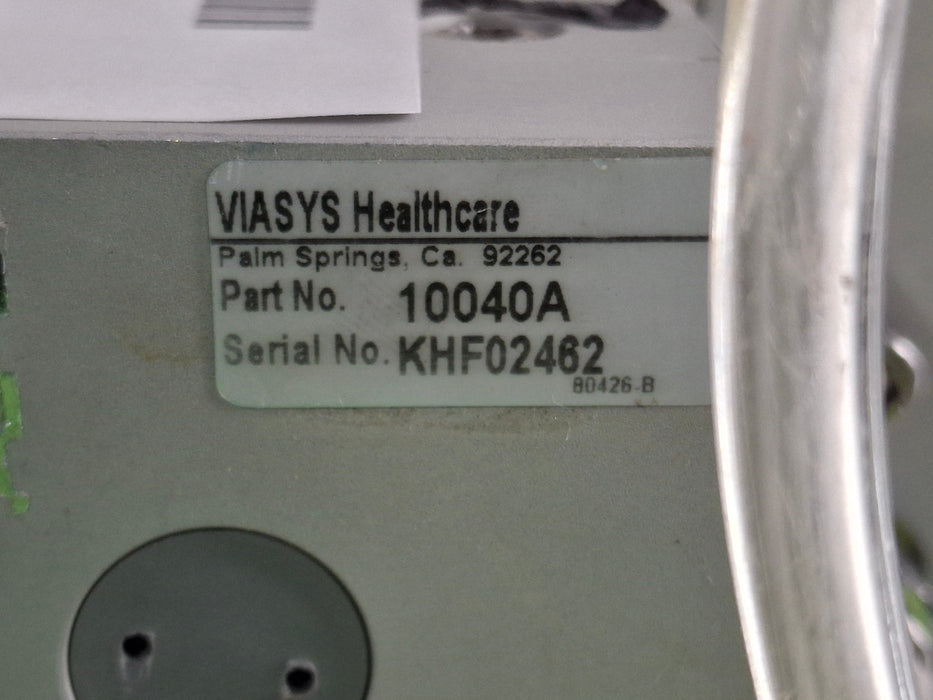 VIASYS Healthcare
Palm Springs, Ca. 92262
Part No. 10040A
Serial No. KHF02462
80426-B